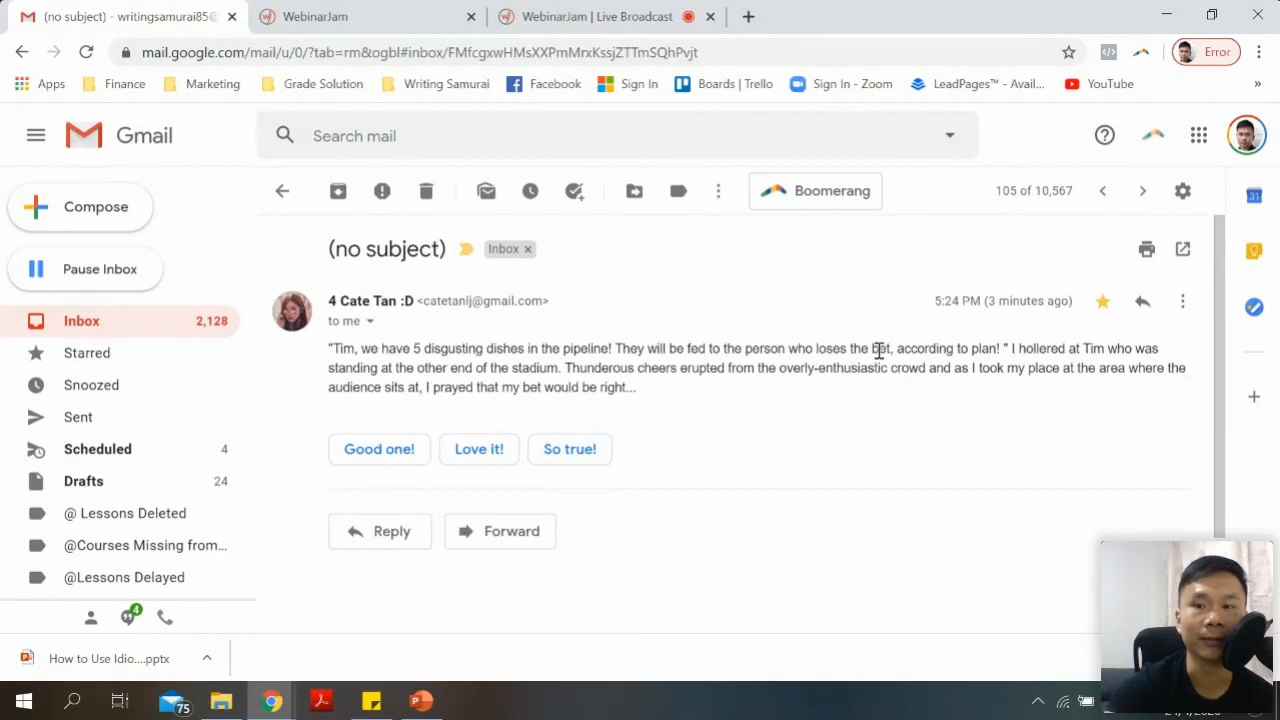 (no subject) - writingsamurai85@
WebinarJam
WebinarJam | Live Broadcast
mail.google.com/mail/u/0/?tab=rm&ogbl#inbox/FMfcgxwHMsXXPmMrxKssjZTTmSQhPvjt
Error
Apps
Finance
Marketing
Grade Solution
Writing Samurai
Facebook
Sign In
Boards | Trello
Sign In - Zoom
LeadPages™ - Avail...
YouTube
»
Gmail
Search mail
Compose
Boomerang
105 of 10,567
Pause Inbox
(no subject)
Inbox ×
31
4 Cate Tan :D <catetanlj@gmail.com>
5:24 PM (3 minutes ago)
to me
Inbox 2,128
Starred
Snoozed
Sent
Scheduled 4
Drafts 24
@ Lessons Deleted
@Courses Missing from...
@Lessons Delayed
4
"Tim, we have 5 disgusting dishes in the pipeline! They will be fed to the person who loses the bet, according to plan! " I hollered at Tim who was
standing at the other end of the stadium. Thunderous cheers erupted from the overly-enthusiastic crowd and as I took my place at the area where the
audience sits at, I prayed that my bet would be right...
Good one!
Love it!
So true!
Reply
Forward
How to Use Idio....pptx
75